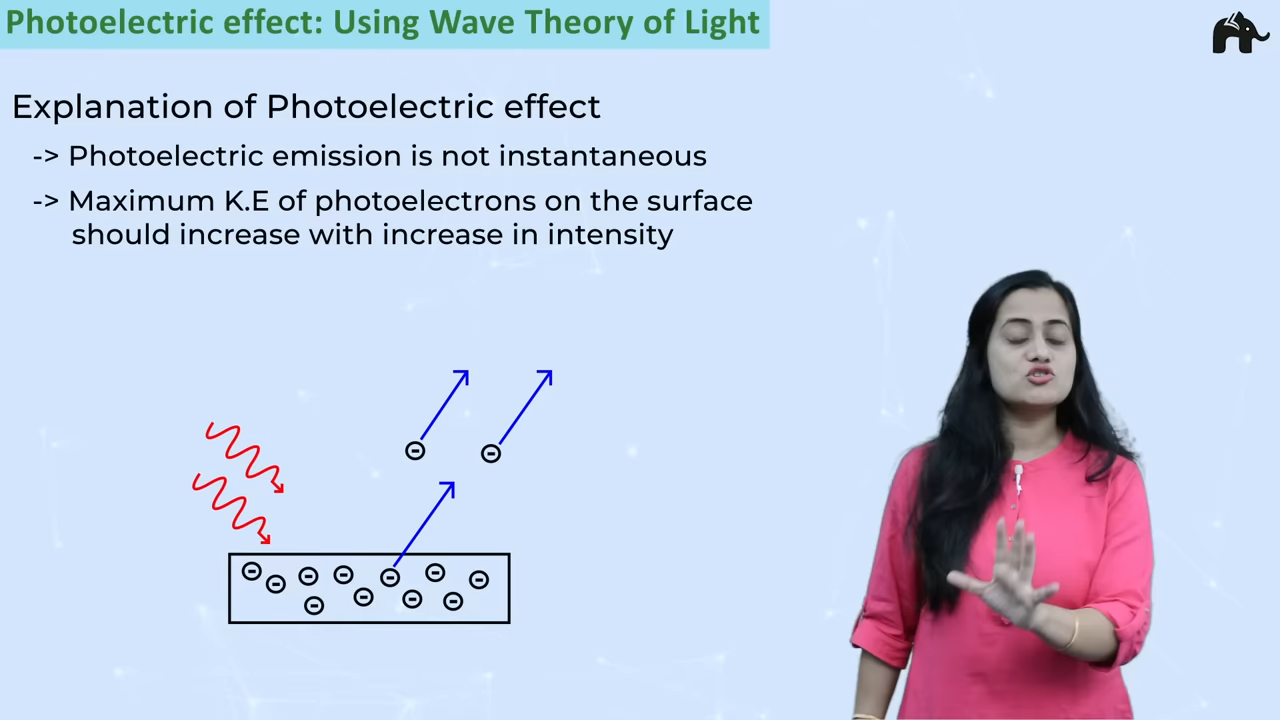 Photoelectric effect: Using Wave Theory of Light
Explanation of Photoelectric effect
-> Photoelectric emission is not instantaneous
-> Maximum K.E of photoelectrons on the surface
should increase with increase in intensity